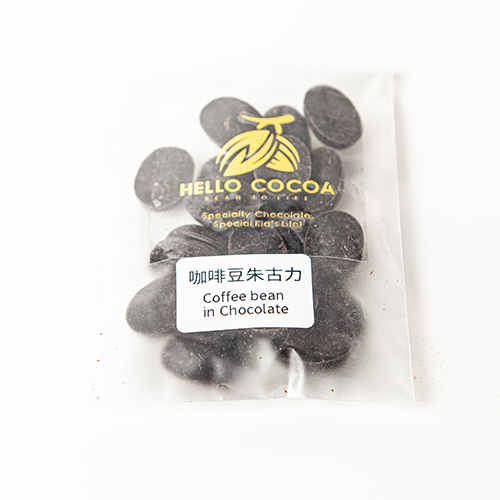 HELLO COCOA
BEAN TO LIFE
Specialty Chocolate,
Special Kid's Life!
咖啡豆朱古力
Coffee bean
in Chocolate